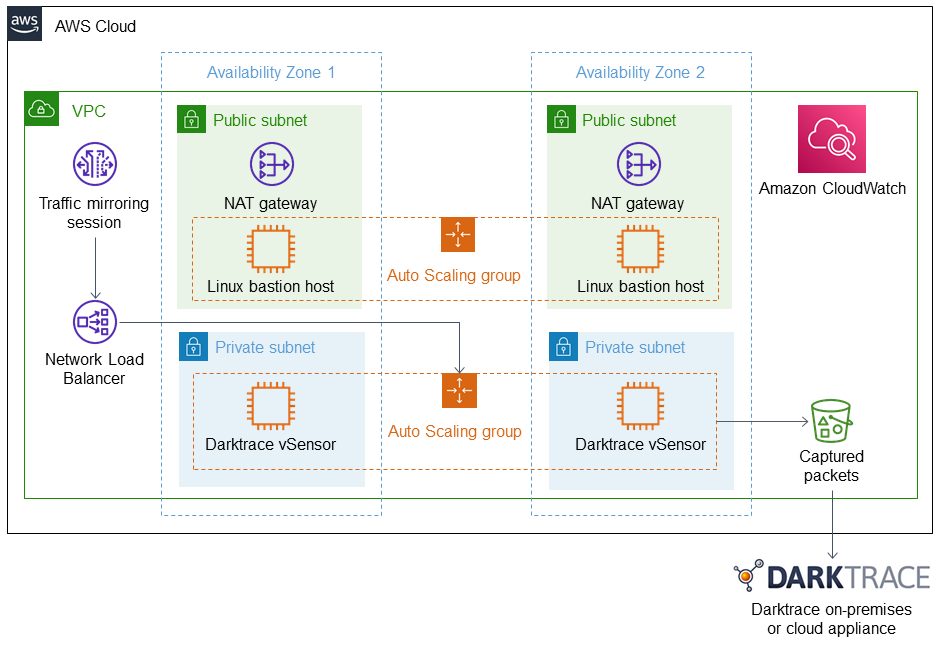 aws
AWS Cloud
Availability Zone 1
Availability Zone 2
VPC
Public subnet
Public subnet
Traffic mirroring
session
NAT gateway
NAT gateway
Amazon CloudWatch
Linux bastion host
Auto Scaling group
Linux bastion host
Network Load
Balancer
Private subnet
Private subnet
Darktrace vSensor
Auto Scaling group
Darktrace vSensor
Captured
packets
DARKTRACE
Darktrace on-premises
or cloud appliance